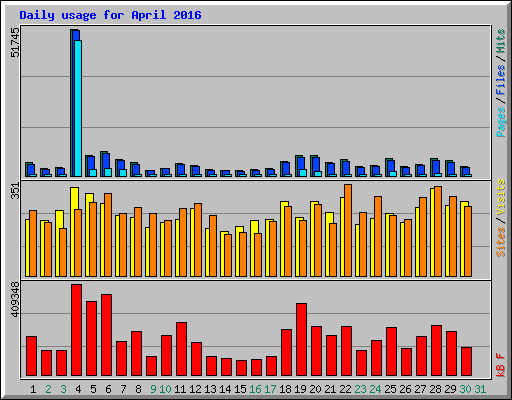 Daily usage for April 2016
51745
351
409348
Pages / Files / Hits
Sites / Visits
kB F
1 2 3 4 5 6 7 8 9 10 11 12 13 14 15 16 17 18 19 20 21 22 23 24 25 26 27 28 29 30 31